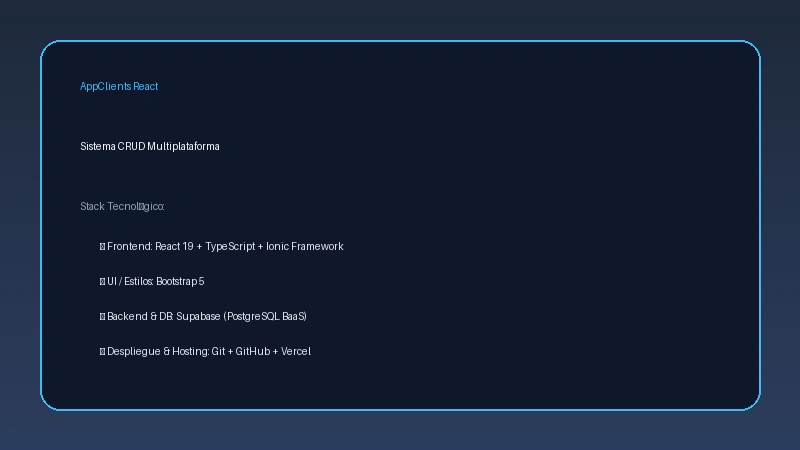 AppClients React
Sistema CRUD Multiplataforma
Stack Tecnol▯gico:
▯ Frontend: React 19 + TypeScript + Ionic Framework
▯ UI / Estilos: Bootstrap 5
▯ Backend & DB: Supabase (PostgreSQL BaaS)
▯ Despliegue & Hosting: Git + GitHub + Vercel